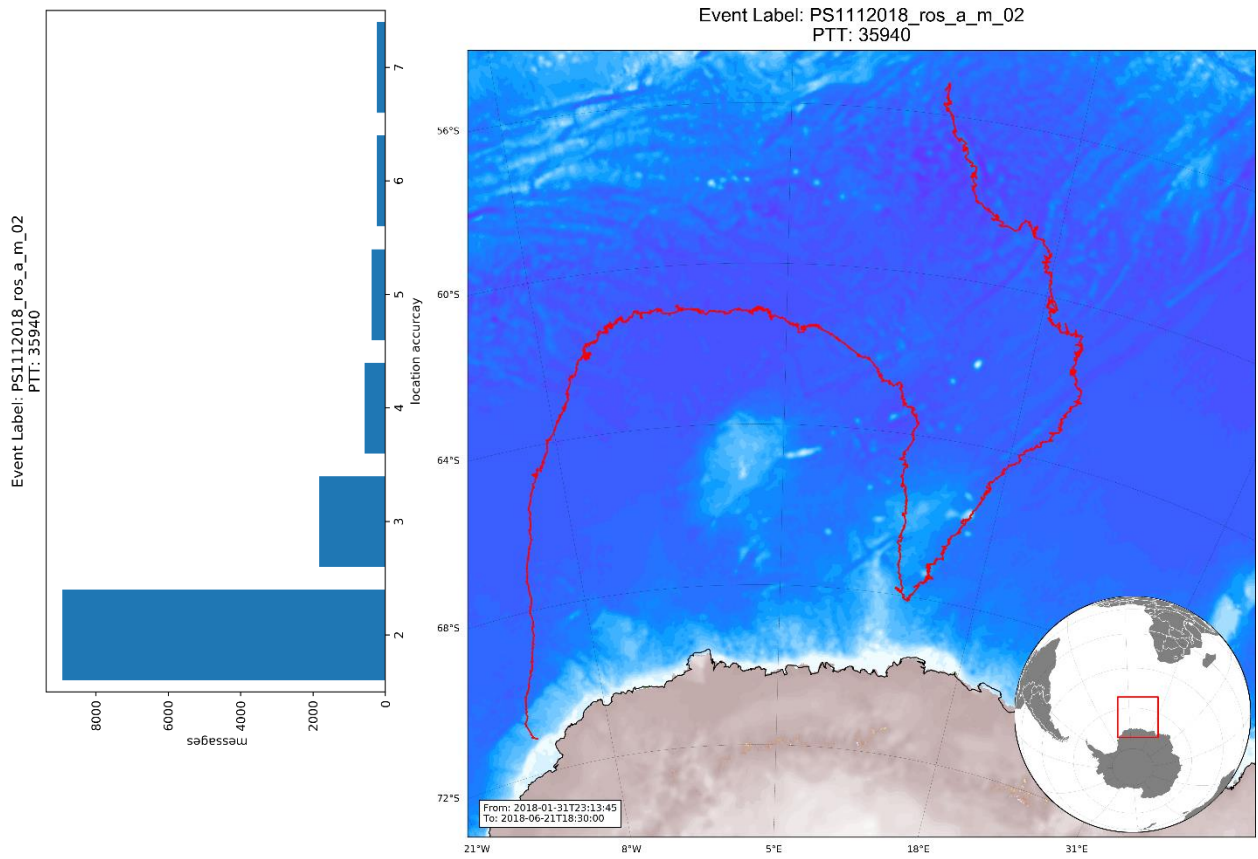 Event Label: PS1112018_ros_a_m_02
PTT: 35940
7
6
5
4
3
2
location accurcay
8000
6000
4000
2000
0
messages
Event Label: PS1112018_ros_a_m_02
PTT: 35940
56°S
60°S
64°S
68°S
72°S
21°W
8°W
5°E
18°E
31°E
From: 2018-01-31T23:13:45
To: 2018-06-21T18:30:00